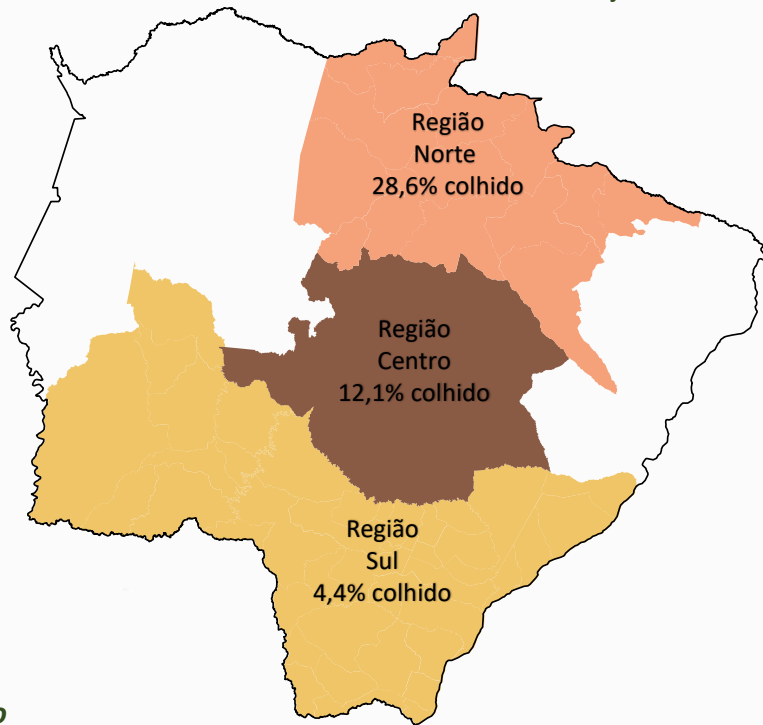 Região
Norte
28,6% colhido
Região
Centro
12,1% colhido
Região
Sul
4,4% colhido